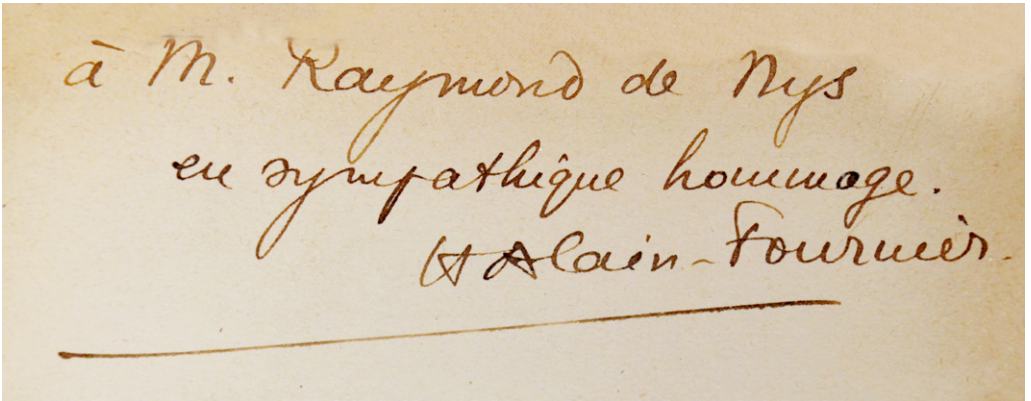 à M. Raymond de Nys
en sympathique hommage.
H Alain-Fournier.